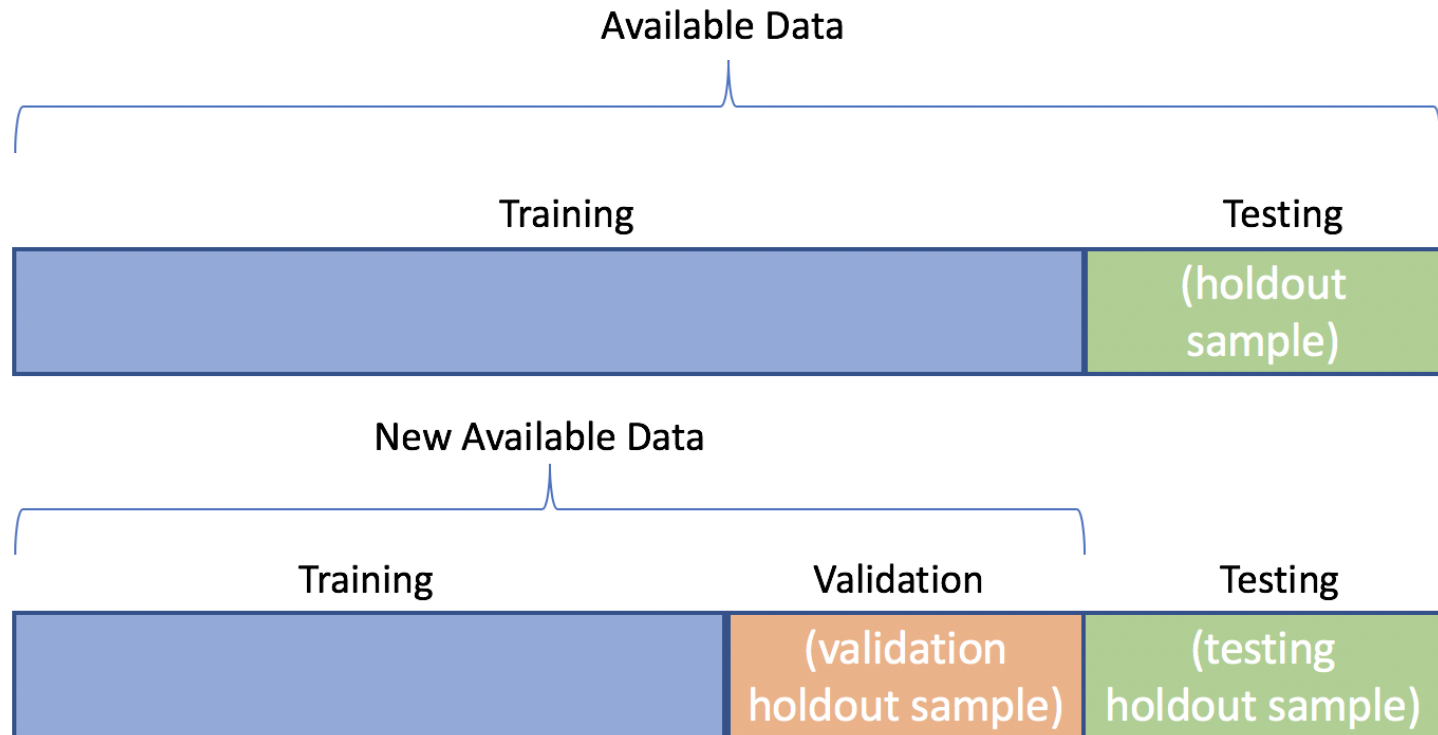 Available Data
Training Testing
(holdout
sample)
New Available Data
Training Validation Testing
(validation
holdout sample)
(testing
holdout sample)